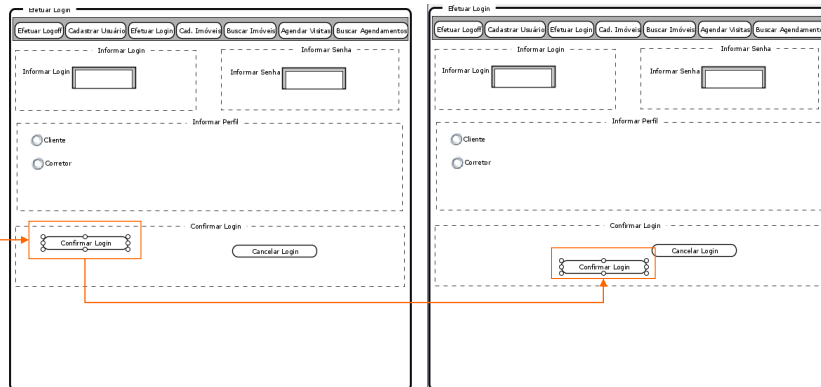 Efetuar Login
Efetuar Logoff Cadastrar Usuário Efetuar Login Cad. Imóveis Buscar Imóveis Agendar Visitas Buscar Agendamentos
Informar Login Informar Senha
Informar Login Informar Senha
Informar Perfil
Cliente
Corretor
Confirmar Login
Confirmar Login Cancelar Login
Efetuar Login
Efetuar Logoff Cadastrar Usuário Efetuar Login Cad. Imóveis Buscar Imóveis Agendar Visitas Buscar Agendamento
Informar Login Informar Senha
Informar Login Informar Senha
Informar Perfil
Cliente
Corretor
Confirmar Login
Cancelar Login
Confirmar Login